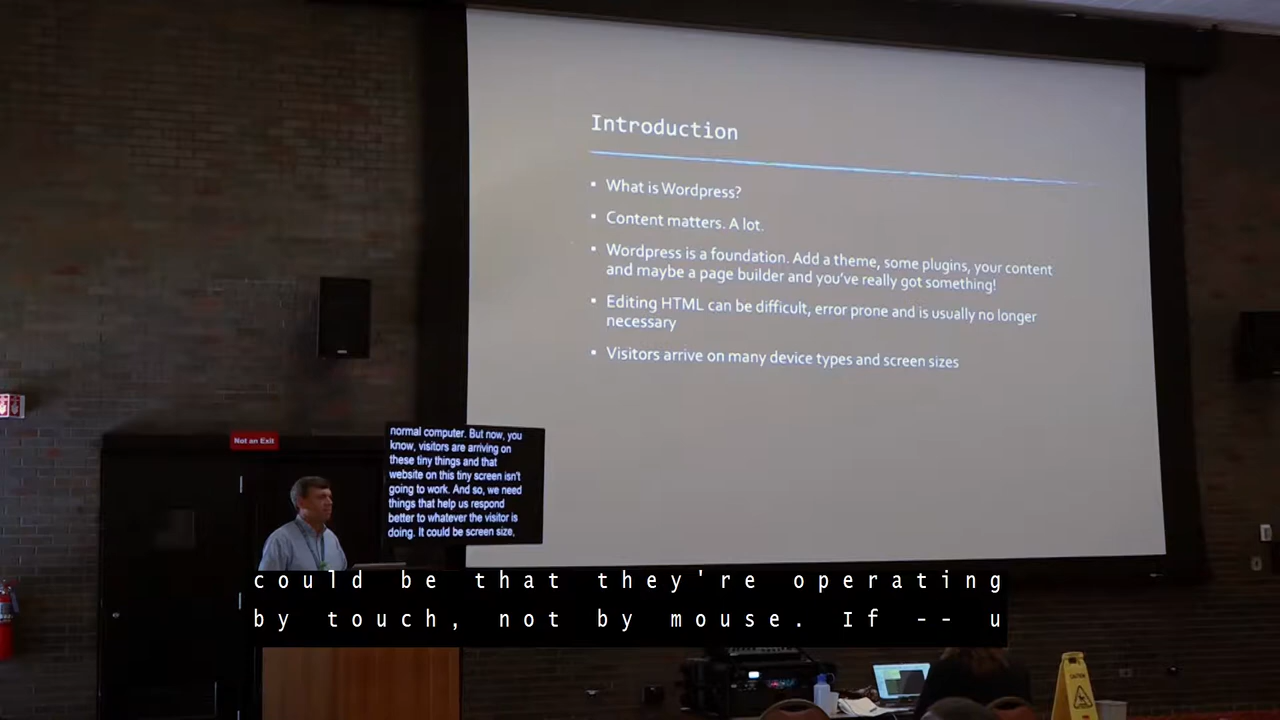 Introduction
▪ What is Wordpress?
▪ Content matters. A lot.
▪ Wordpress is a foundation. Add a theme, some plugins, your content
and maybe a page builder and you've really got something!
▪ Editing HTML can be difficult, error prone and is usually no longer
necessary
▪ Visitors arrive on many device types and screen sizes
Not an Exit
normal computer. But now, you
know, visitors are arriving on
these tiny things and that
website on this tiny screen isn't
going to work. And so, we need
things that help us respond
better to whatever the visitor is
doing. It could be screen size,
could be that they're operating
by touch, not by mouse. If -- u
CAUTION